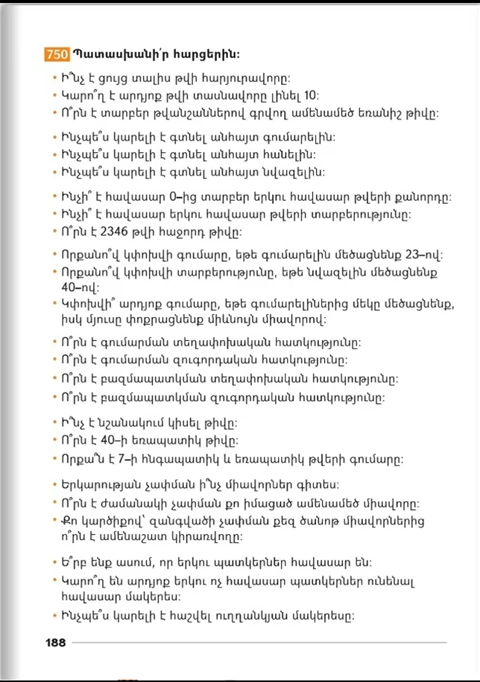 750 Պատասխանի՛ր հարցերին:
• Ի՞նչ է ցույց տալիս թվի հարյուրավորը:
• Կարո՞ղ է արդյոք թվի տասնավորը լինել 10:
• Ո՞րն է տարբեր թվանշաններով գրվող ամենամեծ եռանիշ թիվը:
• Ինչպե՞ս կարելի է գտնել անհայտ գումարելին:
• Ինչպե՞ս կարելի է գտնել անհայտ հանելին:
• Ինչպե՞ս կարելի է գտնել անհայտ նվազելին:
• Ինչի՞ է հավասար 0–ից տարբեր երկու հավասար թվերի քանորդը:
• Ինչի՞ է հավասար երկու հավասար թվերի տարբերությունը:
• Ո՞րն է 2346 թվի հաջորդ թիվը:
• Որքանո՞վ կփոխվի գումարը, եթե գումարելին մեծացնենք 23–ով:
• Որքանո՞վ կփոխվի տարբերությունը, եթե նվազելին մեծացնենք
40–ով:
• Կփոխվի՞ արդյոք գումարը, եթե գումարելիներից մեկը մեծացնենք,
իսկ մյուսը փոքրացնենք միևնույն միավորով:
• Ո՞րն է գումարման տեղափոխական հատկությունը:
• Ո՞րն է գումարման զուգորդական հատկությունը:
• Ո՞րն է բազմապատկման տեղափոխական հատկությունը:
• Ո՞րն է բազմապատկման զուգորդական հատկությունը:
• Ի՞նչ է նշանակում կիսել թիվը:
• Ո՞րն է 40–ի եռապատիկ թիվը:
• Որքա՞ն է 7–ի հնգապատիկ և եռապատիկ թվերի գումարը:
• Երկարության չափման ի՞նչ միավորներ գիտես:
• Ո՞րն է ժամանակի չափման քո իմացած ամենամեծ միավորը:
• Քո կարծիքով՝ զանգվածի չափման քեզ ծանոթ միավորներից
ո՞րն է ամենաշատ կիրառվողը:
• Ե՞րբ ենք ասում, որ երկու պատկերներ հավասար են:
• Կարո՞ղ են արդյոք երկու ոչ հավասար պատկերներ ունենալ
հավասար մակերես:
• Ինչպե՞ս կարելի է հաշվել ուղղանկյան մակերեսը:
188